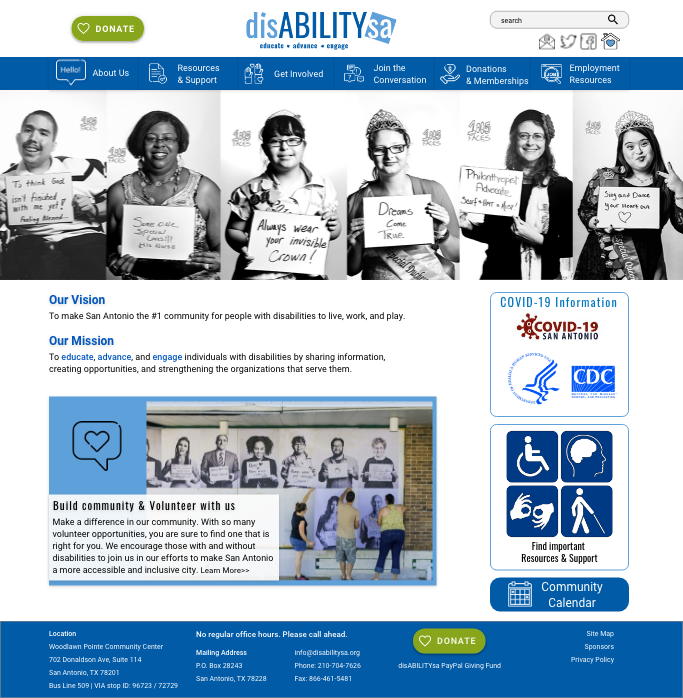 DONATE
disABILITYsa
educate • advance • engage
search
Hello!
About Us
Resources
& Support
Get Involved
Join the
Conversation
Donations
& Memberships
Employment
Resources
To think God
isn't finished
with me yet!
Feeling Blessed
Always wear
your invisible
Crown!
Dreams
Come
True
Philanthropist
Advocate
Sing and Dance
your Heart out
Our Vision
To make San Antonio the #1 community for people with disabilities to live, work, and play.
Our Mission
To educate, advance, and engage individuals with disabilities by sharing information,
creating opportunities, and strengthening the organizations that serve them.
COVID-19 Information
COVID-19
SAN ANTONIO
CDC
Build community & Volunteer with us
Make a difference in our community. With so many
volunteer opportunities, you are sure to find one that is
right for you. We encourage those with and without
disabilities to join us in our efforts to make San Antonio
a more accessible and inclusive city. Learn More>>
Find important
Resources & Support
Community
Calendar
Location
Woodlawn Pointe Community Center
702 Donaldson Ave, Suite 114
San Antonio, TX 78201
Bus Line 509 | VIA stop ID: 96723 / 72729
No regular office hours. Please call ahead.
Mailing Address
P.O. Box 28243
San Antonio, TX 78228
info@disabilitysa.org
Phone: 210-704-7626
Fax: 866-461-5481
DONATE
disABILITYsa PayPal Giving Fund
Site Map
Sponsors
Privacy Policy